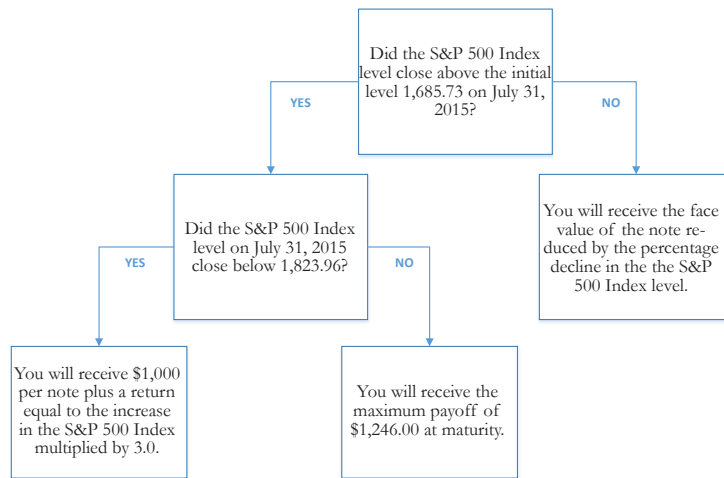 Did the S&P 500 Index
level close above the initial
level 1,685.73 on July 31,
2015?
YES
NO
Did the S&P 500 Index
level on July 31, 2015
close below 1,823.96?
You will receive the face
value of the note re-
duced by the percentage
decline in the the S&P
500 Index level.
YES
NO
You will receive $1,000
per note plus a return
equal to the increase
in the S&P 500 Index
multiplied by 3.0.
You will receive the
maximum payoff of
$1,246.00 at maturity.